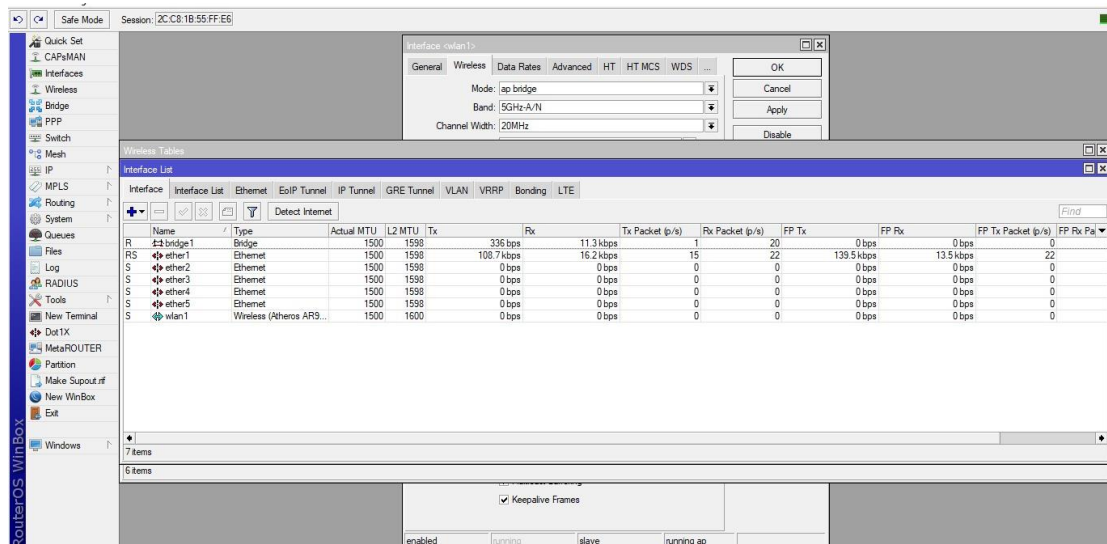 Safe Mode Session: 2C:C8:1B:55:FF:E6
Quick Set
CAPsMAN
Interfaces
Wireless
Bridge
PPP
Switch
Mesh
IP
MPLS
Routing
System
Queues
Files
Log
RADIUS
Tools
New Terminal
Dot1X
MetaROUTER
Partition
Make Supout.rif
New WinBox
Exit
Windows
RouterOS WinBox
Interface <wlan1>
General Wireless Data Rates Advanced HT HT MCS WDS ...
Mode: ap bridge
Band: 5GHz-A/N
Channel Width: 20MHz
OK
Cancel
Apply
Disable
Wireless Tables
Interface List
Interface Interface List Ethernet EoIP Tunnel IP Tunnel GRE Tunnel VLAN VRRP Bonding LTE
Detect Internet Find
Name / Type Actual MTU L2 MTU Tx Rx Tx Packet (p/s) Rx Packet (p/s) FP Tx FP Rx FP Tx Packet (p/s) FP Rx Pa
R bridge1 Bridge 1500 1598 336 bps 11.3 kbps 1 20 0 bps 0 bps 0
RS ether1 Ethernet 1500 1598 108.7 kbps 16.2 kbps 15 22 139.5 kbps 13.5 kbps 22
S ether2 Ethernet 1500 1598 0 bps 0 bps 0 0 0 bps 0 bps 0
S ether3 Ethernet 1500 1598 0 bps 0 bps 0 0 0 bps 0 bps 0
S ether4 Ethernet 1500 1598 0 bps 0 bps 0 0 0 bps 0 bps 0
S ether5 Ethernet 1500 1598 0 bps 0 bps 0 0 0 bps 0 bps 0
S wlan1 Wireless (Atheros AR9... 1500 1600 0 bps 0 bps 0 0 0 bps 0 bps 0
7 items
6 items
Keepalive Frames
enabled running slave running ap